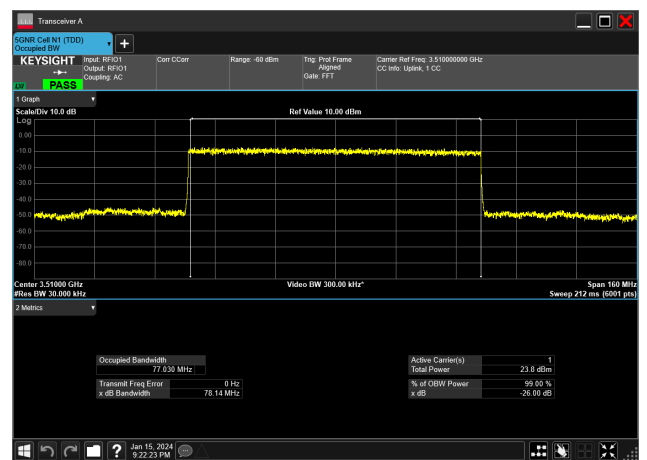 Transceiver A
5GNR Cell N1 (TDD)
Occupied BW
KEYSIGHT
LV
PASS
Input: RFIO1
Output: RFIO1
Coupling: AC
Corr CCorr
Range: -60 dBm
Trig: Prot Frame
Aligned
Gate: FFT
Carrier Ref Freq: 3.510000000 GHz
CC Info: Uplink, 1 CC
1 Graph
Scale/Div 10.0 dB
Ref Value 10.00 dBm
Log
0.00
-10.0
-20.0
-30.0
-40.0
-50.0
-60.0
-70.0
-80.0
Center 3.51000 GHz
Video BW 300.00 kHz*
Span 160 MHz
#Res BW 30.000 kHz
Sweep 212 ms (6001 pts)
2 Metrics
Occupied Bandwidth
77.030 MHz
Active Carrier(s) 1
Total Power 23.8 dBm
Transmit Freq Error 0 Hz
x dB Bandwidth 78.14 MHz
% of OBW Power 99.00 %
x dB -26.00 dB
Jan 15, 2024
9:22:23 PM